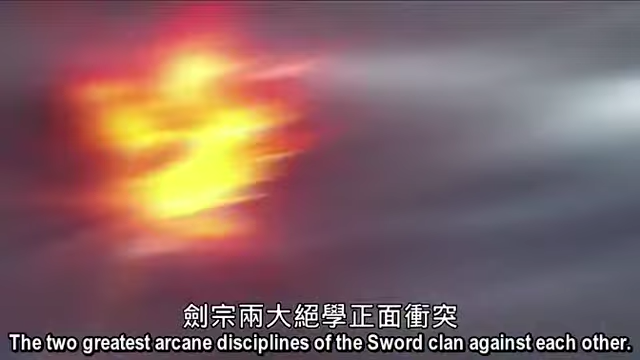 劍宗兩大絕學正面衝突
The two greatest arcane disciplines of the Sword clan against each other.